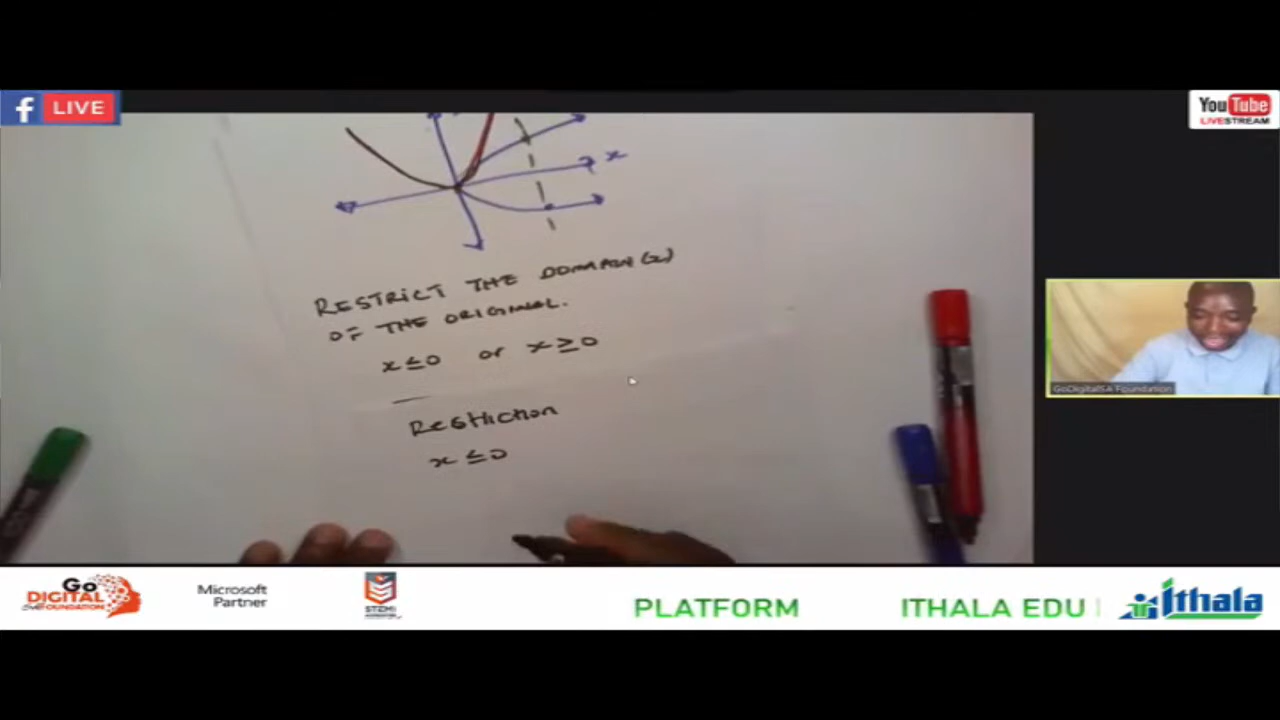 f LIVE
YouTube
LIVESTREAM
x
RESTRICT THE DOMAIN (x)
OF THE ORIGINAL.
x ≤ 0 or x ≥ 0
Restriction
x ≤ 0
GoDigitalSA Foundation
Go
DIGITAL
FOUNDATION
Microsoft
Partner
STEMI
PLATFORM
ITHALA EDU
Ithala